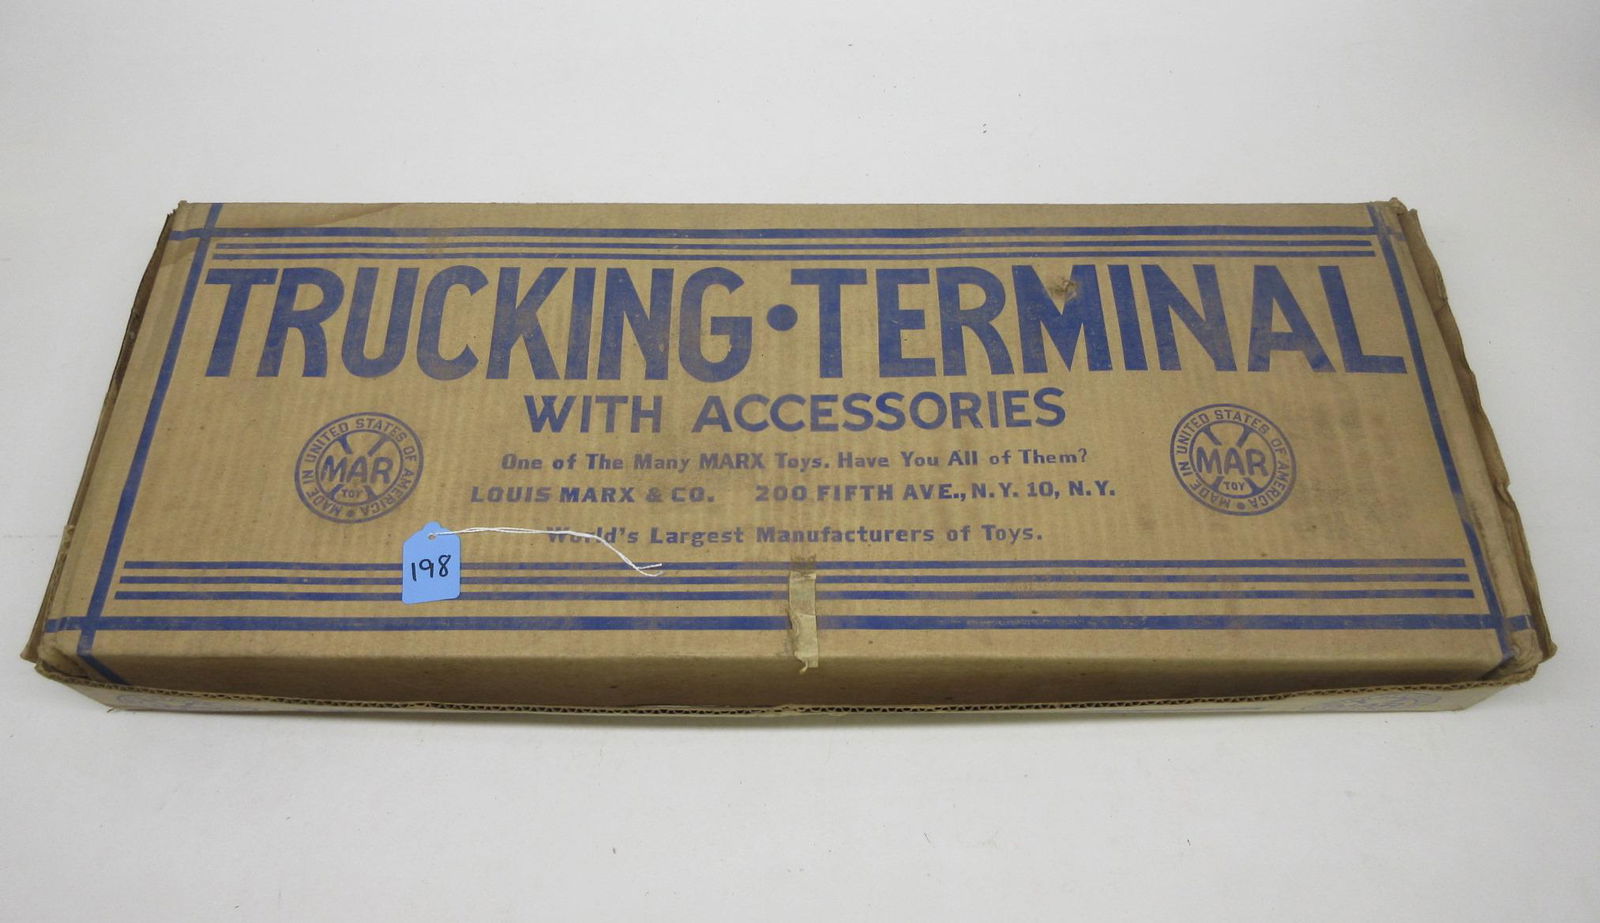 TRUCKING•TERMINAL
WITH ACCESSORIES
MADE IN UNITED STATES OF AMERICA •
MAR
TOY
MADE IN UNITED STATES OF AMERICA •
MAR
TOY
One of The Many MARX Toys. Have You All of Them?
LOUIS MARX & CO. 200 FIFTH AVE., N.Y. 10, N.Y.
World's Largest Manufacturers of Toys.
198